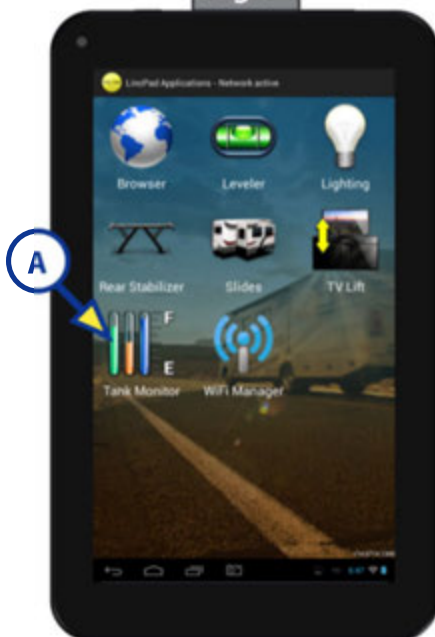 LinkPad Applications - Network active
Browser Leveler Lighting
Rear Stabilizer Slides TV Lift
A
F
E
Tank Monitor WiFi Manager